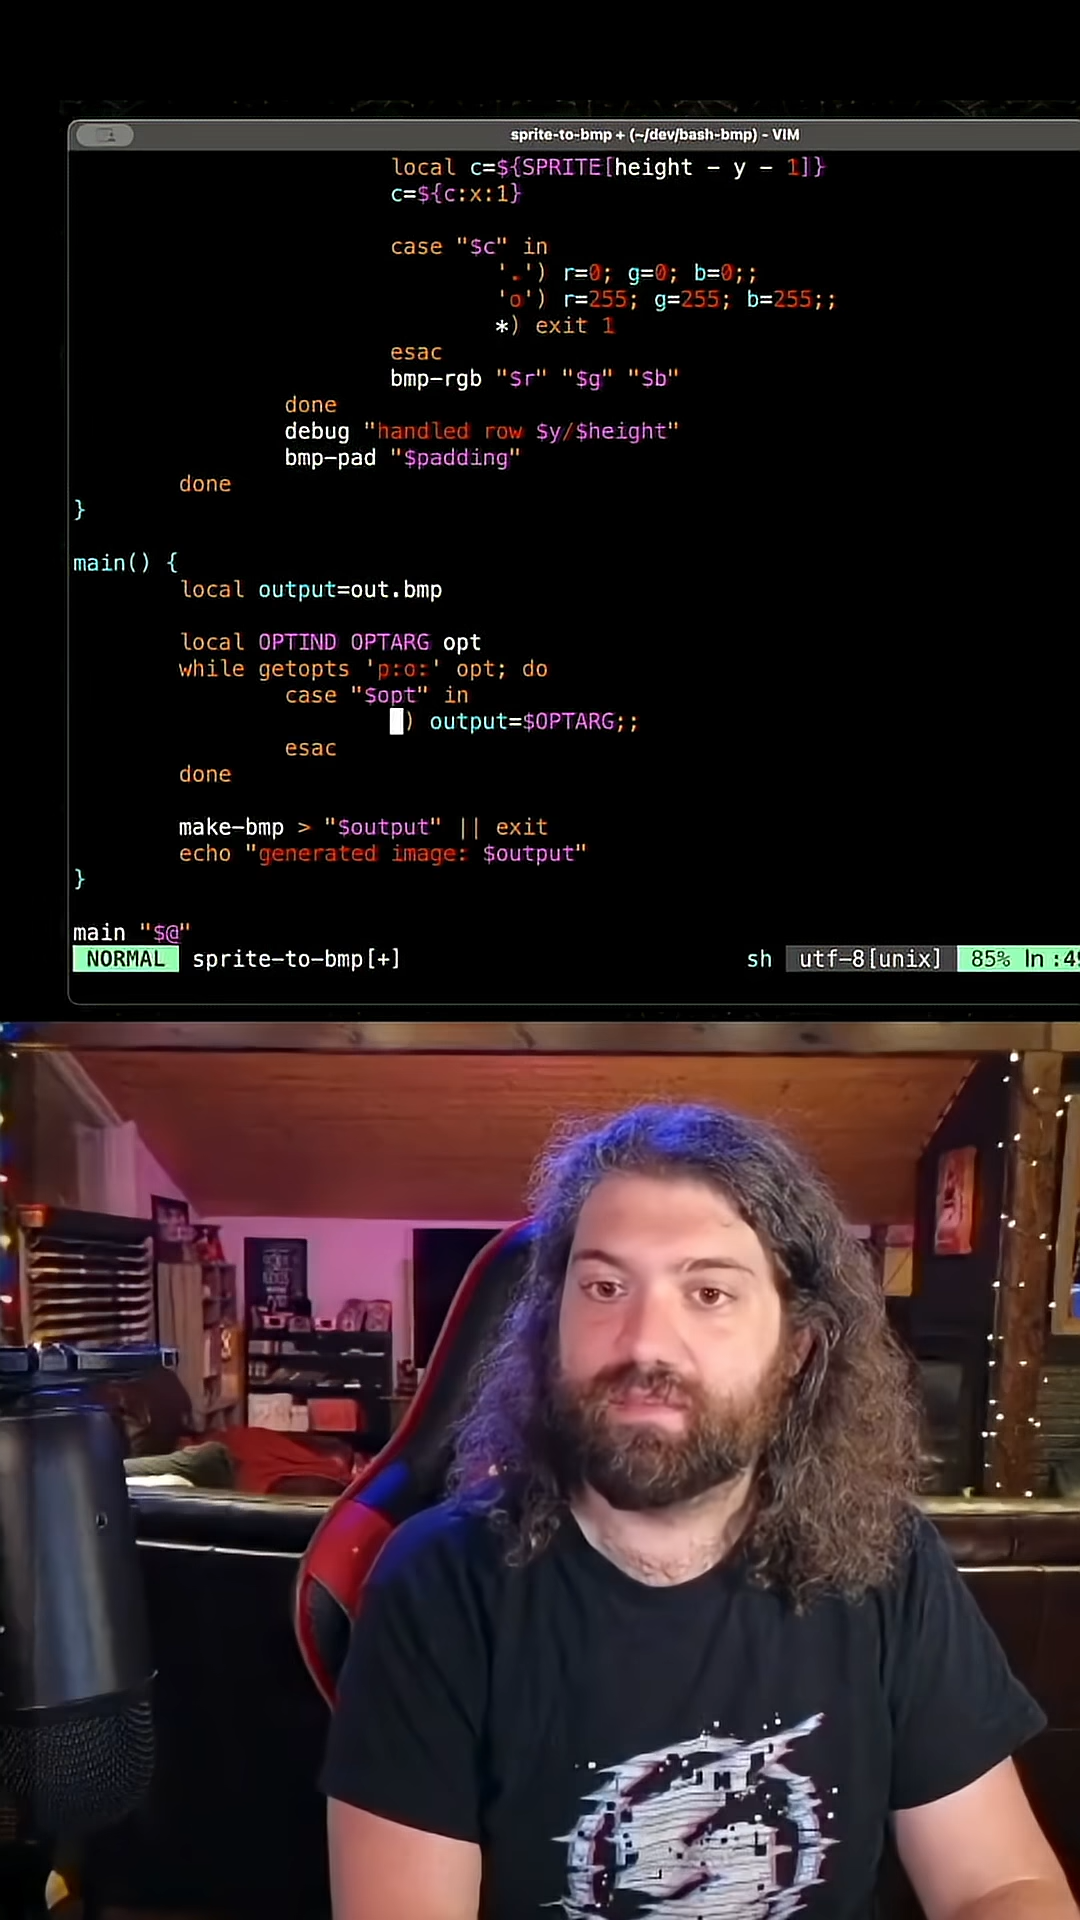 sprite-to-bmp + (~/dev/bash-bmp) - VIM
local c=${SPRITE[height - y - 1]}
c=${c:x:1}
case "$c" in
'.') r=0; g=0; b=0;;
'o') r=255; g=255; b=255;;
*) exit 1
esac
bmp-rgb "$r" "$g" "$b"
done
debug "handled row $y/$height"
bmp-pad "$padding"
done
}
main() {
local output=out.bmp
local OPTIND OPTARG opt
while getopts 'p:o:' opt; do
case "$opt" in
) output=$OPTARG;;
esac
done
make-bmp > "$output" || exit
echo "generated image: $output"
}
main "$@"
NORMAL sprite-to-bmp[+] sh utf-8[unix] 85% ln :49